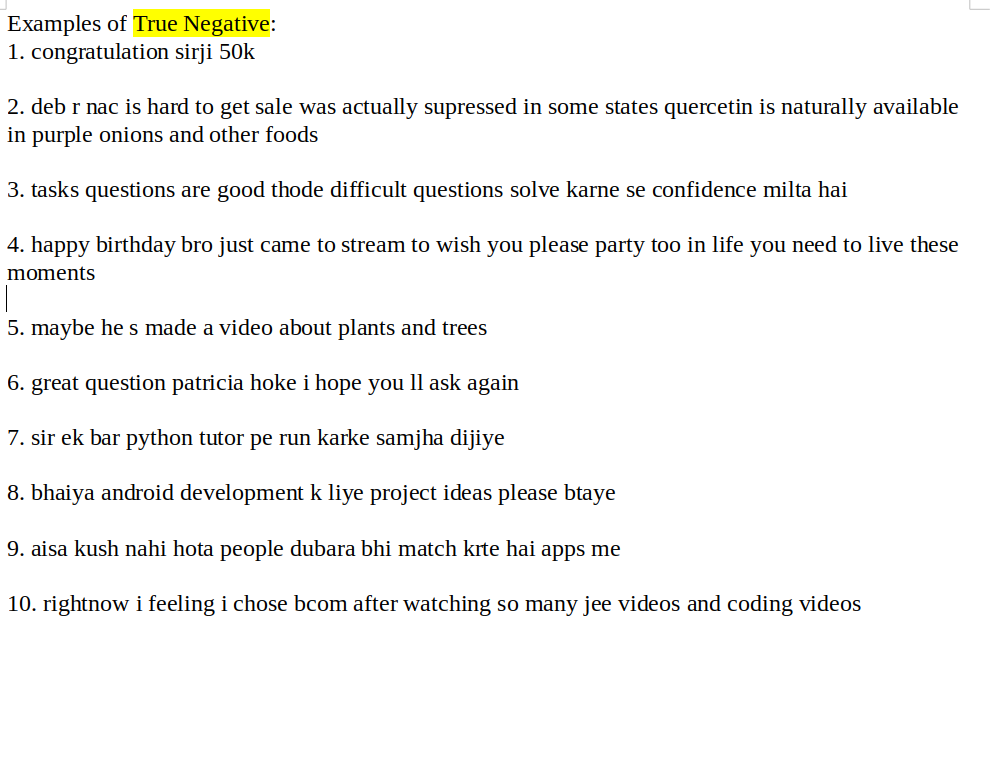 Examples of True Negative:
1. congratulation sirji 50k
2. deb r nac is hard to get sale was actually supressed in some states quercetin is naturally available
in purple onions and other foods
3. tasks questions are good thode difficult questions solve karne se confidence milta hai
4. happy birthday bro just came to stream to wish you please party too in life you need to live these
moments
5. maybe he s made a video about plants and trees
6. great question patricia hoke i hope you ll ask again
7. sir ek bar python tutor pe run karke samjha dijiye
8. bhaiya android development k liye project ideas please btaye
9. aisa kush nahi hota people dubara bhi match krte hai apps me
10. rightnow i feeling i chose bcom after watching so many jee videos and coding videos